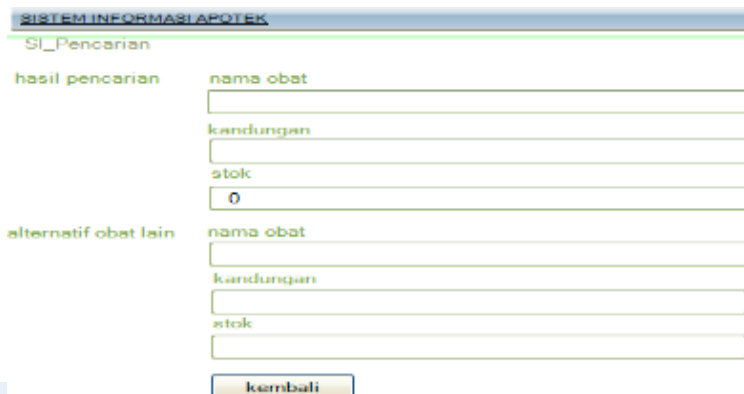 SISTEM INFORMASI APOTEK
SI_Pencarian
hasil pencarian nama obat
kandungan
stok
0
alternatif obat lain nama obat
kandungan
stok
kembali